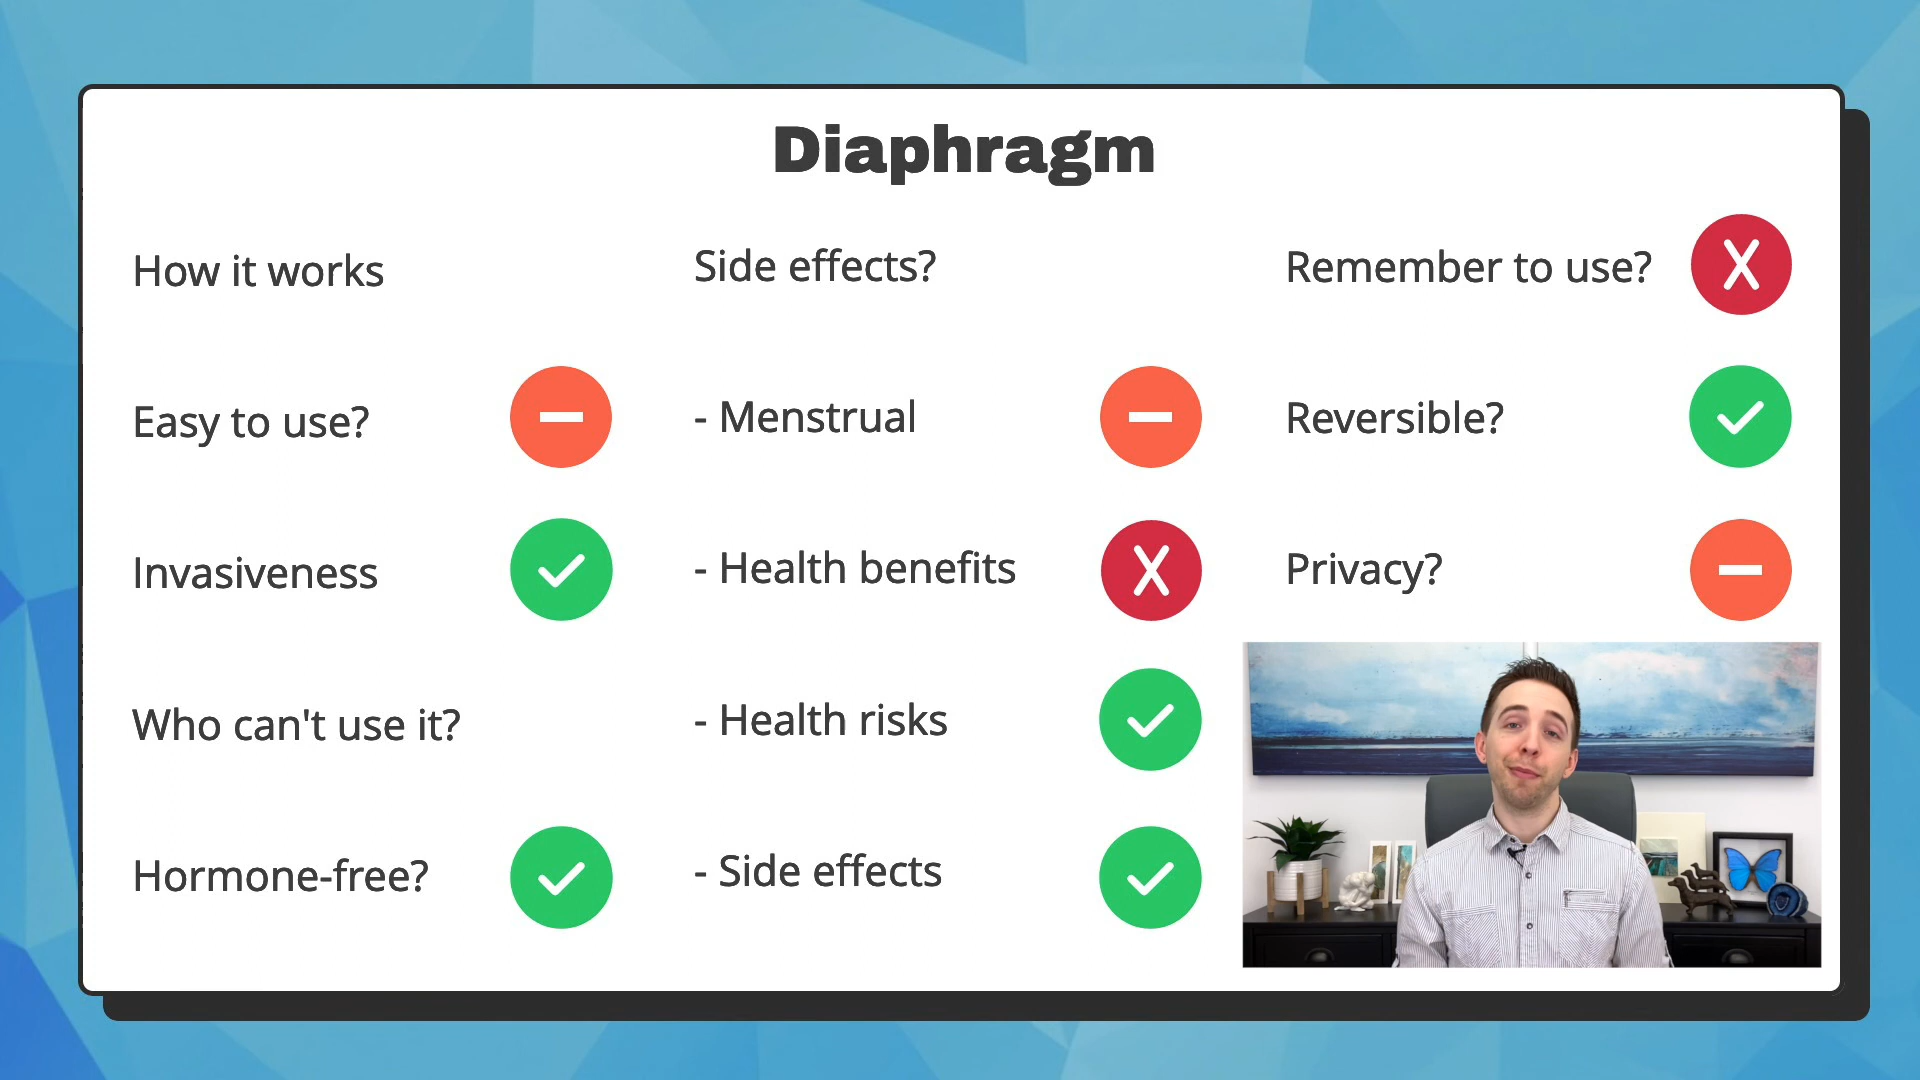 Diaphragm
How it works
Easy to use?
Invasiveness
Who can't use it?
Hormone-free?
Side effects?
- Menstrual
- Health benefits
- Health risks
- Side effects
Remember to use?
Reversible?
Privacy?